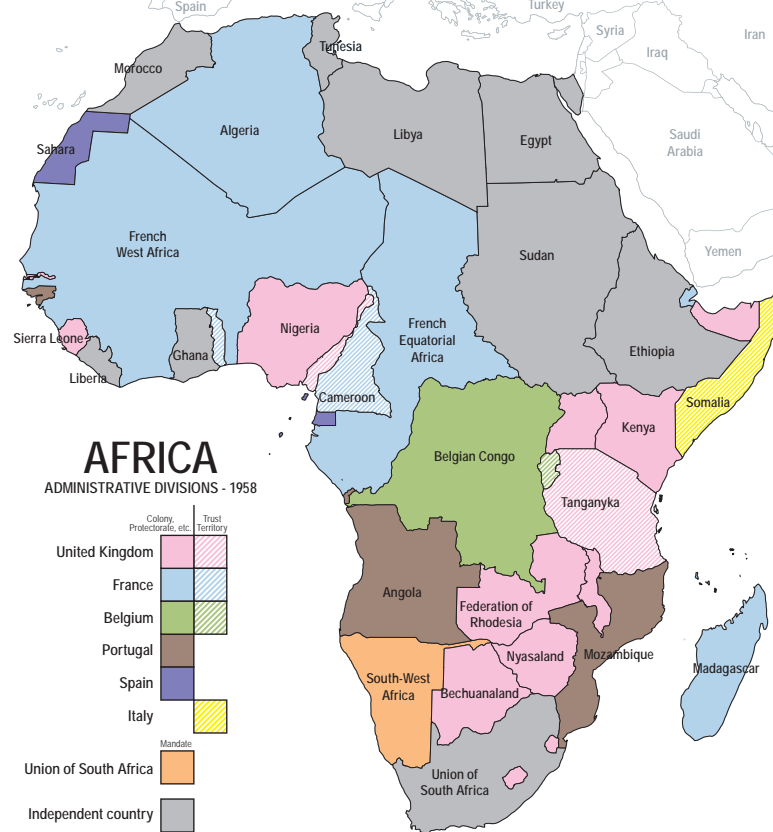 Spain
Turkey
Syria
Iraq
Iran
Tunesia
Morocco
Algeria
Libya
Egypt
Saudi
Arabia
Sahara
French
West Africa
Sudan
Yemen
Nigeria
French
Equatorial
Africa
Sierra Leone
Ghana
Ethiopia
Liberia
Cameroon
Somalia
Kenya
Belgian Congo
Tanganyka
AFRICA
ADMINISTRATIVE DIVISIONS - 1958
Colony,
Protectorate, etc.
Trust
Territory
United Kingdom
France
Belgium
Portugal
Spain
Italy
Mandate
Union of South Africa
Independent country
Angola
Federation of
Rhodesia
Nyasaland
Mozambique
Madagascar
South-West
Africa
Bechuanaland
Union of
South Africa